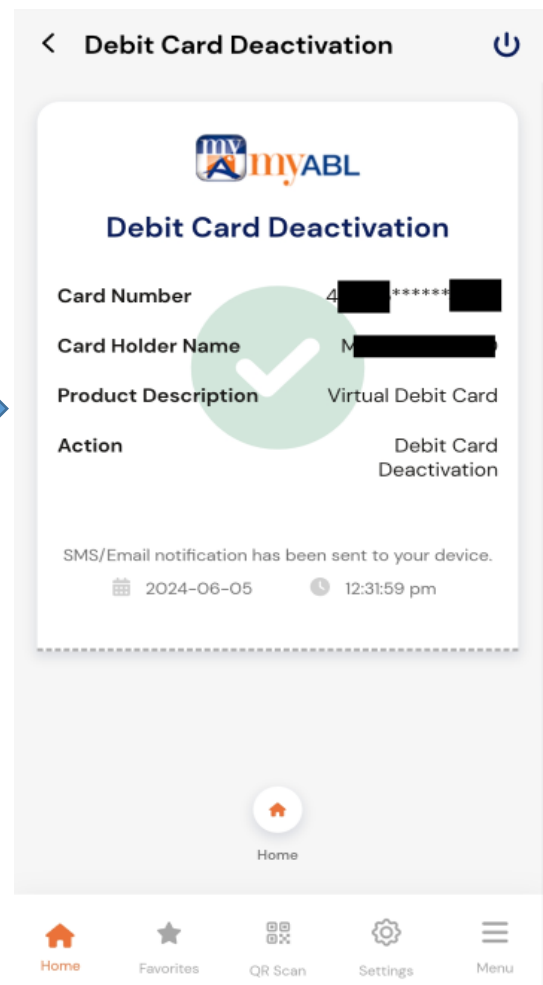 Debit Card Deactivation
my A myABL
Debit Card Deactivation
Card Number 4 ******
Card Holder Name M
Product Description Virtual Debit Card
Action Debit Card
Deactivation
SMS/Email notification has been sent to your device.
2024-06-05 12:31:59 pm
Home
Home Favorites QR Scan Settings Menu